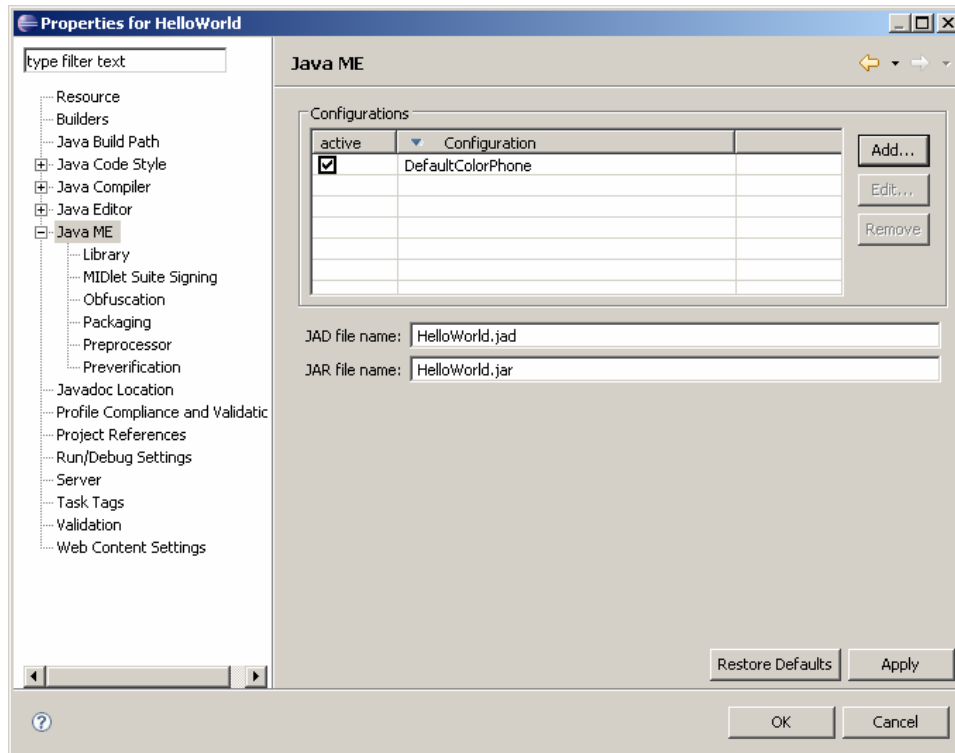 Properties for HelloWorld
type filter text
Resource
Builders
Java Build Path
Java Code Style
Java Compiler
Java Editor
Java ME
Library
MIDlet Suite Signing
Obfuscation
Packaging
Preprocessor
Preverification
Javadoc Location
Profile Compliance and Validatic
Project References
Run/Debug Settings
Server
Task Tags
Validation
Web Content Settings
Java ME
Configurations
active Configuration
DefaultColorPhone
Add...
Edit...
Remove
JAD file name: HelloWorld.jad
JAR file name: HelloWorld.jar
Restore Defaults Apply
? OK Cancel